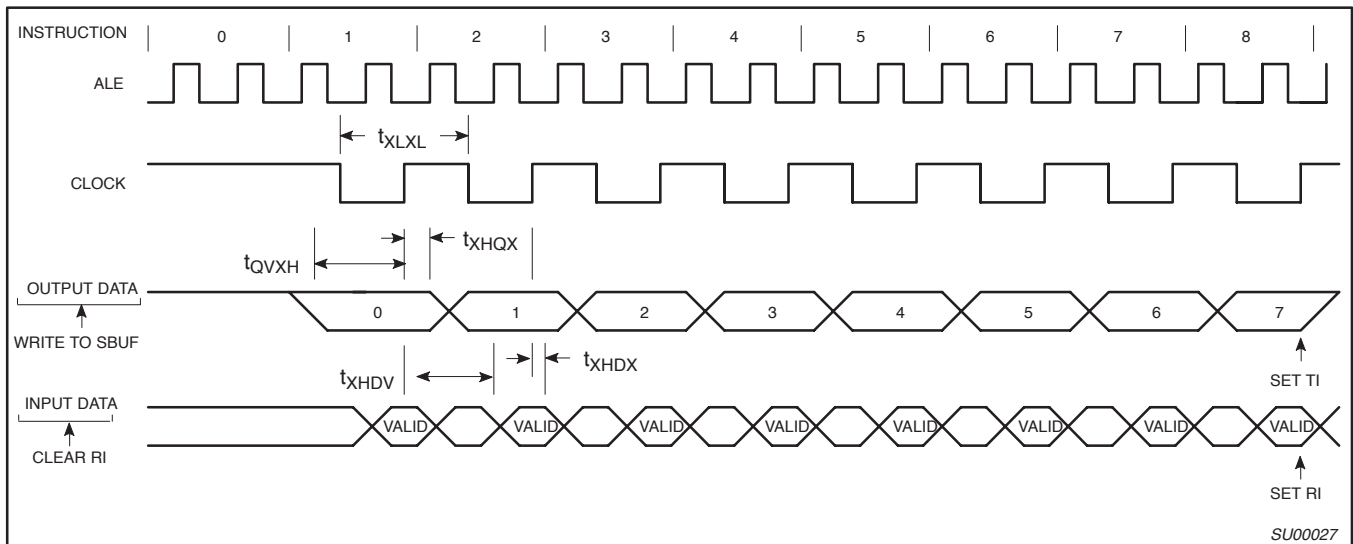 INSTRUCTION 0 1 2 3 4 5 6 7 8
ALE
tXLXL
CLOCK
tXHQX
tQVXH
OUTPUT DATA
0 1 2 3 4 5 6 7
WRITE TO SBUF
tXHDX
tXHDV
SET TI
INPUT DATA
VALID VALID VALID VALID VALID VALID VALID VALID
CLEAR RI
SET RI
SU00027